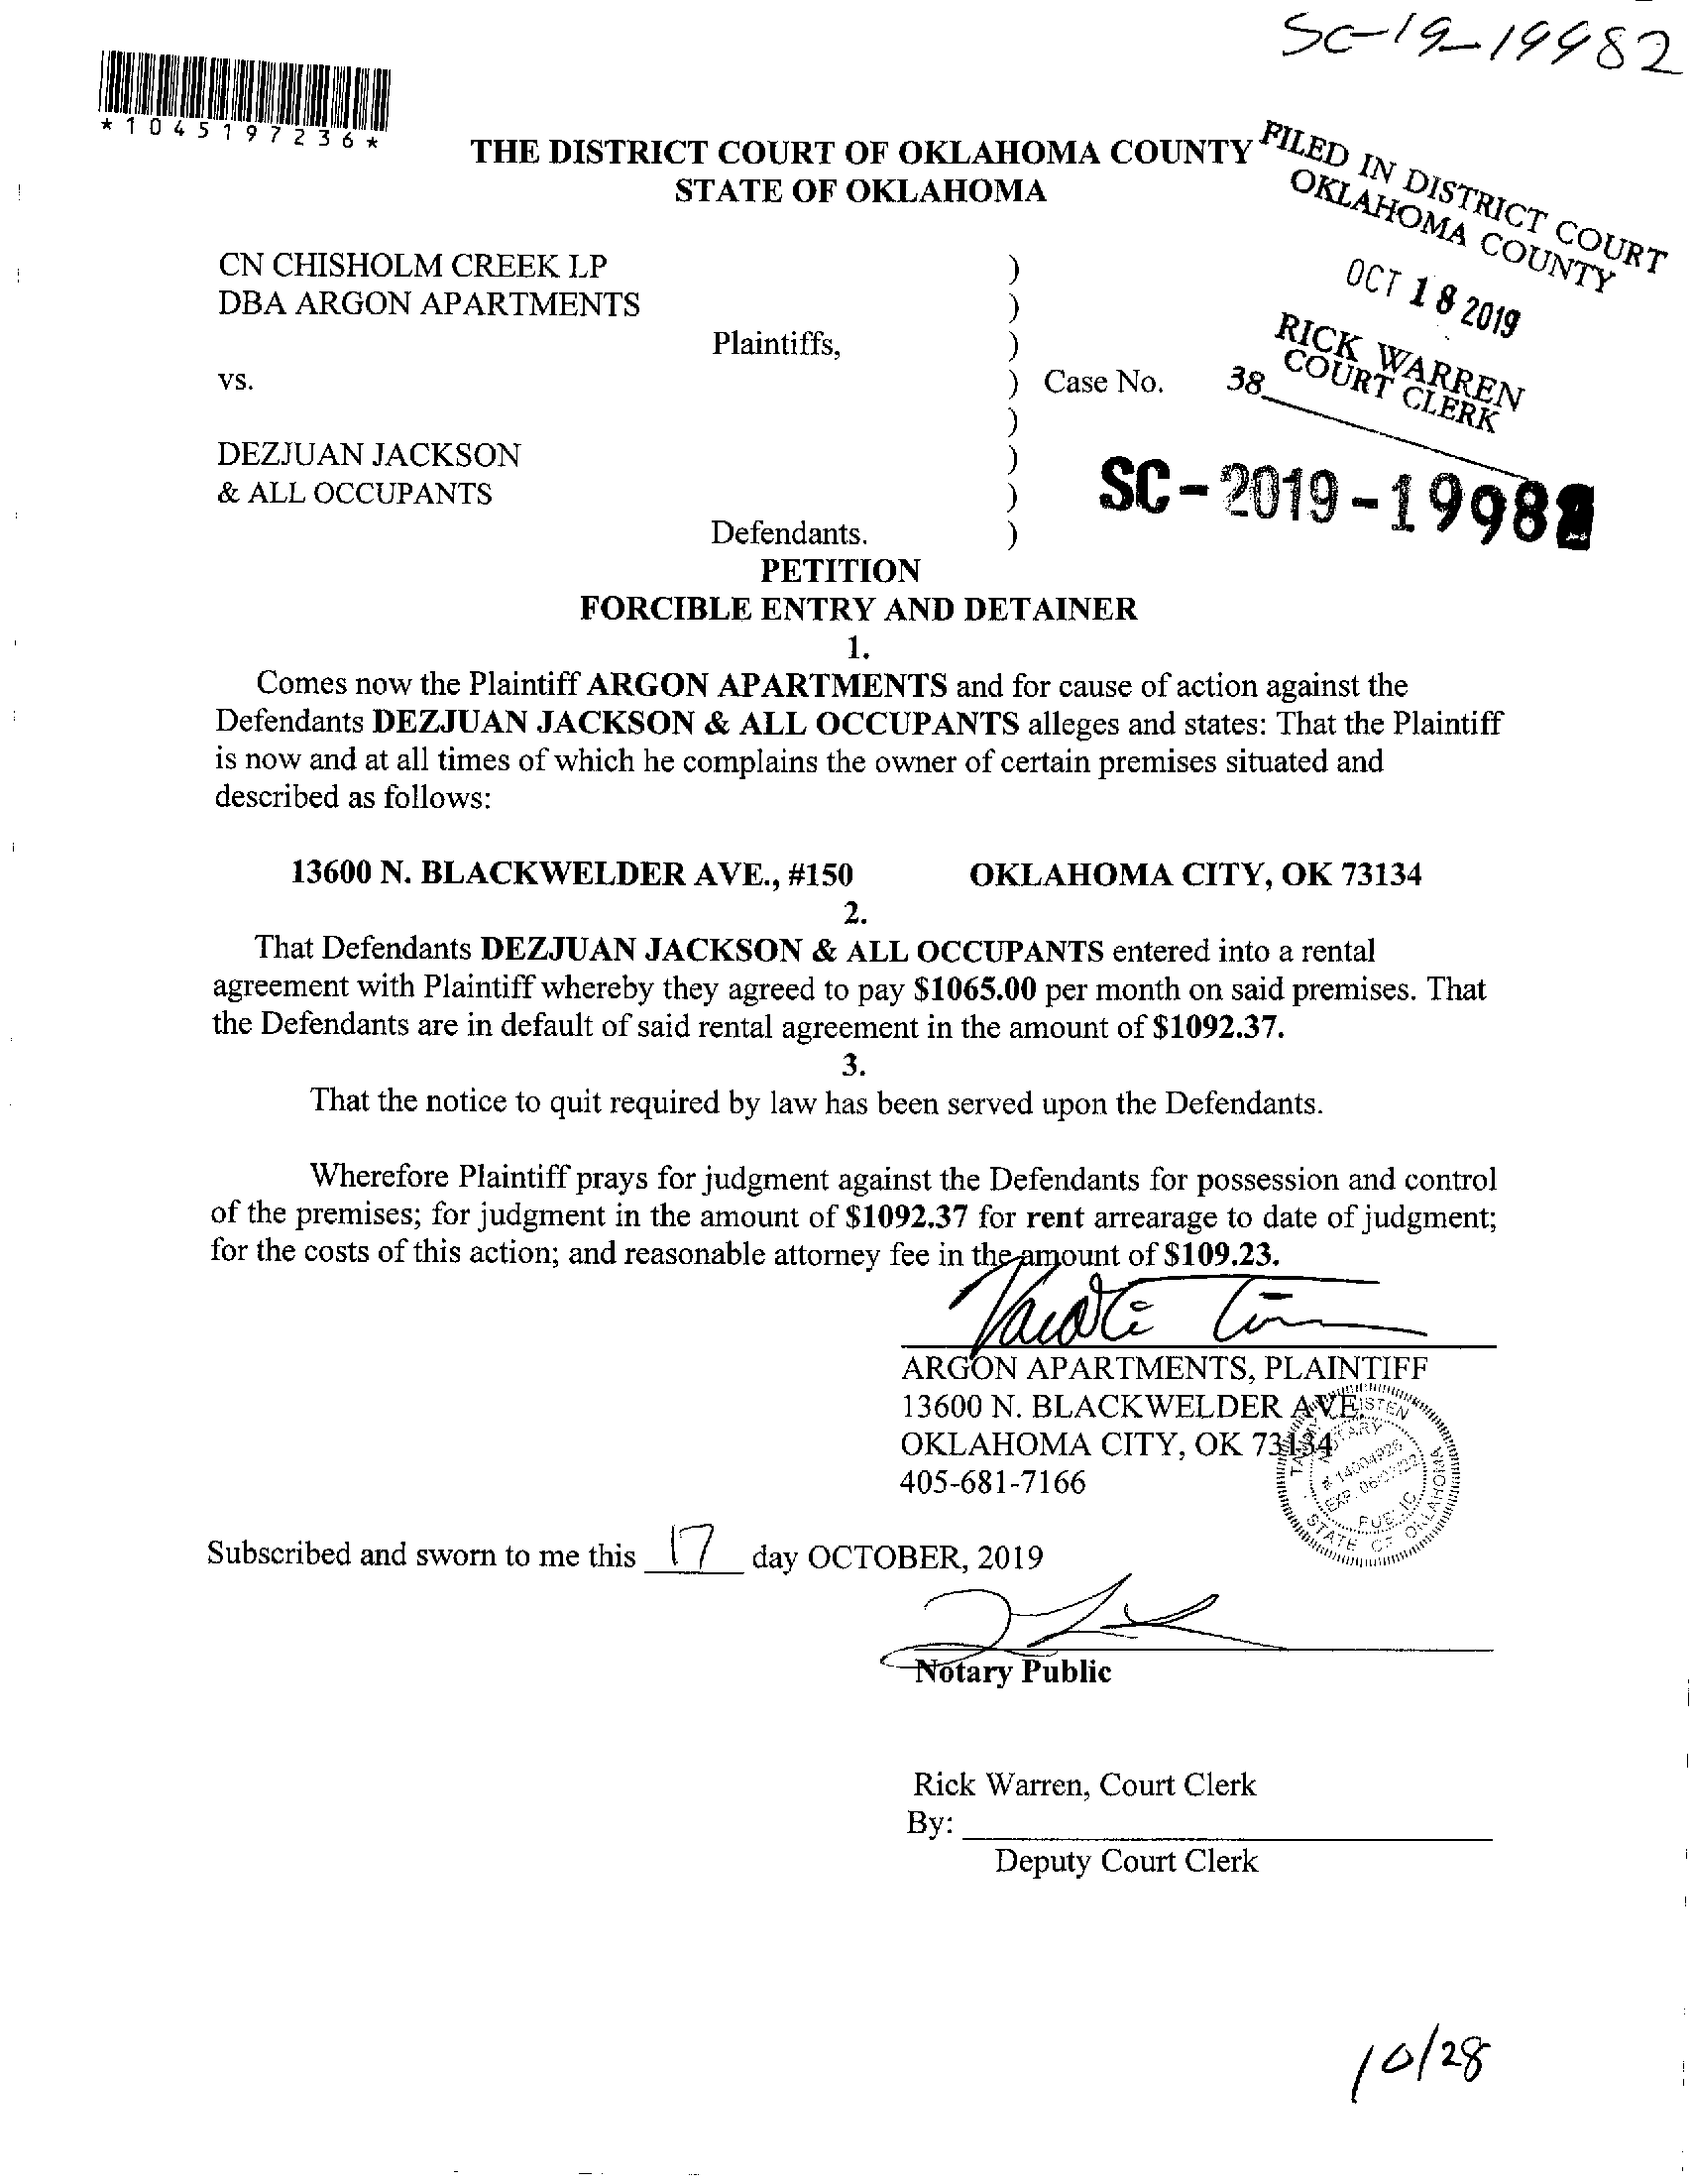 SC-19-19982
*1045197236*
THE DISTRICT COURT OF OKLAHOMA COUNTY
STATE OF OKLAHOMA
FILED IN DISTRICT COURT
OKLAHOMA COUNTY
OCT 18 2019
RICK WARREN
COURT CLERK
38
CN CHISHOLM CREEK LP )
DBA ARGON APARTMENTS )
Plaintiffs, )
vs. ) Case No.
)
DEZJUAN JACKSON )
& ALL OCCUPANTS )
SC-2019-19982
Defendants. )
PETITION
FORCIBLE ENTRY AND DETAINER
1.
Comes now the Plaintiff ARGON APARTMENTS and for cause of action against the
Defendants DEZJUAN JACKSON & ALL OCCUPANTS alleges and states: That the Plaintiff
is now and at all times of which he complains the owner of certain premises situated and
described as follows:
13600 N. BLACKWELDER AVE., #150 OKLAHOMA CITY, OK 73134
2.
That Defendants DEZJUAN JACKSON & ALL OCCUPANTS entered into a rental
agreement with Plaintiff whereby they agreed to pay $1065.00 per month on said premises. That
the Defendants are in default of said rental agreement in the amount of $1092.37.
3.
That the notice to quit required by law has been served upon the Defendants.
Wherefore Plaintiff prays for judgment against the Defendants for possession and control
of the premises; for judgment in the amount of $1092.37 for rent arrearage to date of judgment;
for the costs of this action; and reasonable attorney fee in the amount of $109.23.
ARGON APARTMENTS, PLAINTIFF
13600 N. BLACKWELDER AVE.
OKLAHOMA CITY, OK 73134
405-681-7166
NOTARY
# 14004926
PUBLIC
STATE OF OKLAHOMA
Subscribed and sworn to me this 17 day OCTOBER, 2019
Notary Public
Rick Warren, Court Clerk
By:
Deputy Court Clerk
10/28